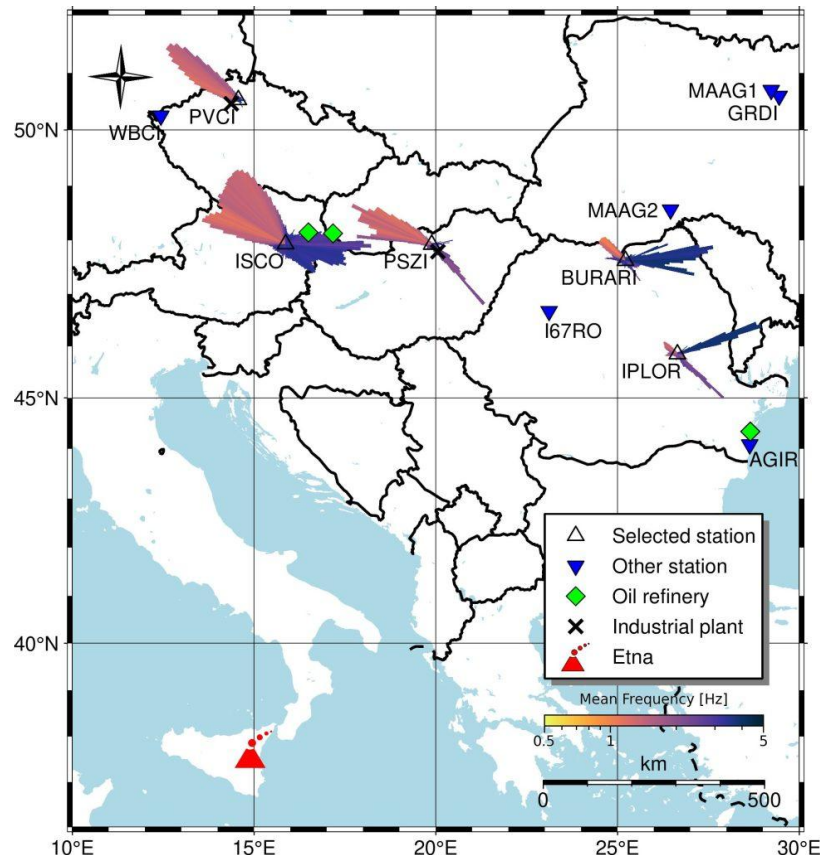 MAAG1
GRDI
50°N
PVCI
WBCI
MAAG2
ISCO
PSZI
BURARI
I67RO
IPLOR
45°N
AGIR
Selected station
Other station
Oil refinery
Industrial plant
Etna
40°N
Mean Frequency [Hz]
0.5 1 5
km
0 500
10°E 15°E 20°E 25°E 30°E